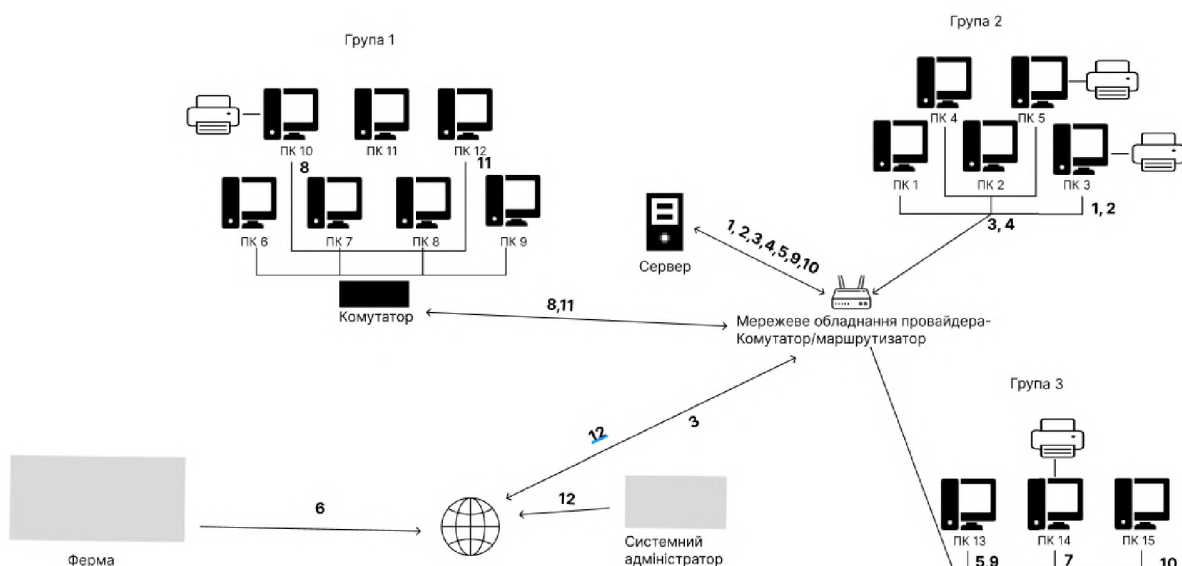 Група 1
Група 2
ПК 4
ПК 5
ПК 10
ПК 11
ПК 12
8
11
ПК 1
ПК 2
ПК 3
1, 2
3, 4
ПК 6
ПК 7
ПК 8
ПК 9
Сервер
1, 2,3,4,5,9,10
Комутатор
8,11
Мережеве обладнання провайдера-
Комутатор/маршрутизатор
Група 3
12
3
6
12
Ферма
Системний
адміністратор
ПК 13
ПК 14
ПК 15
5,9
7
10